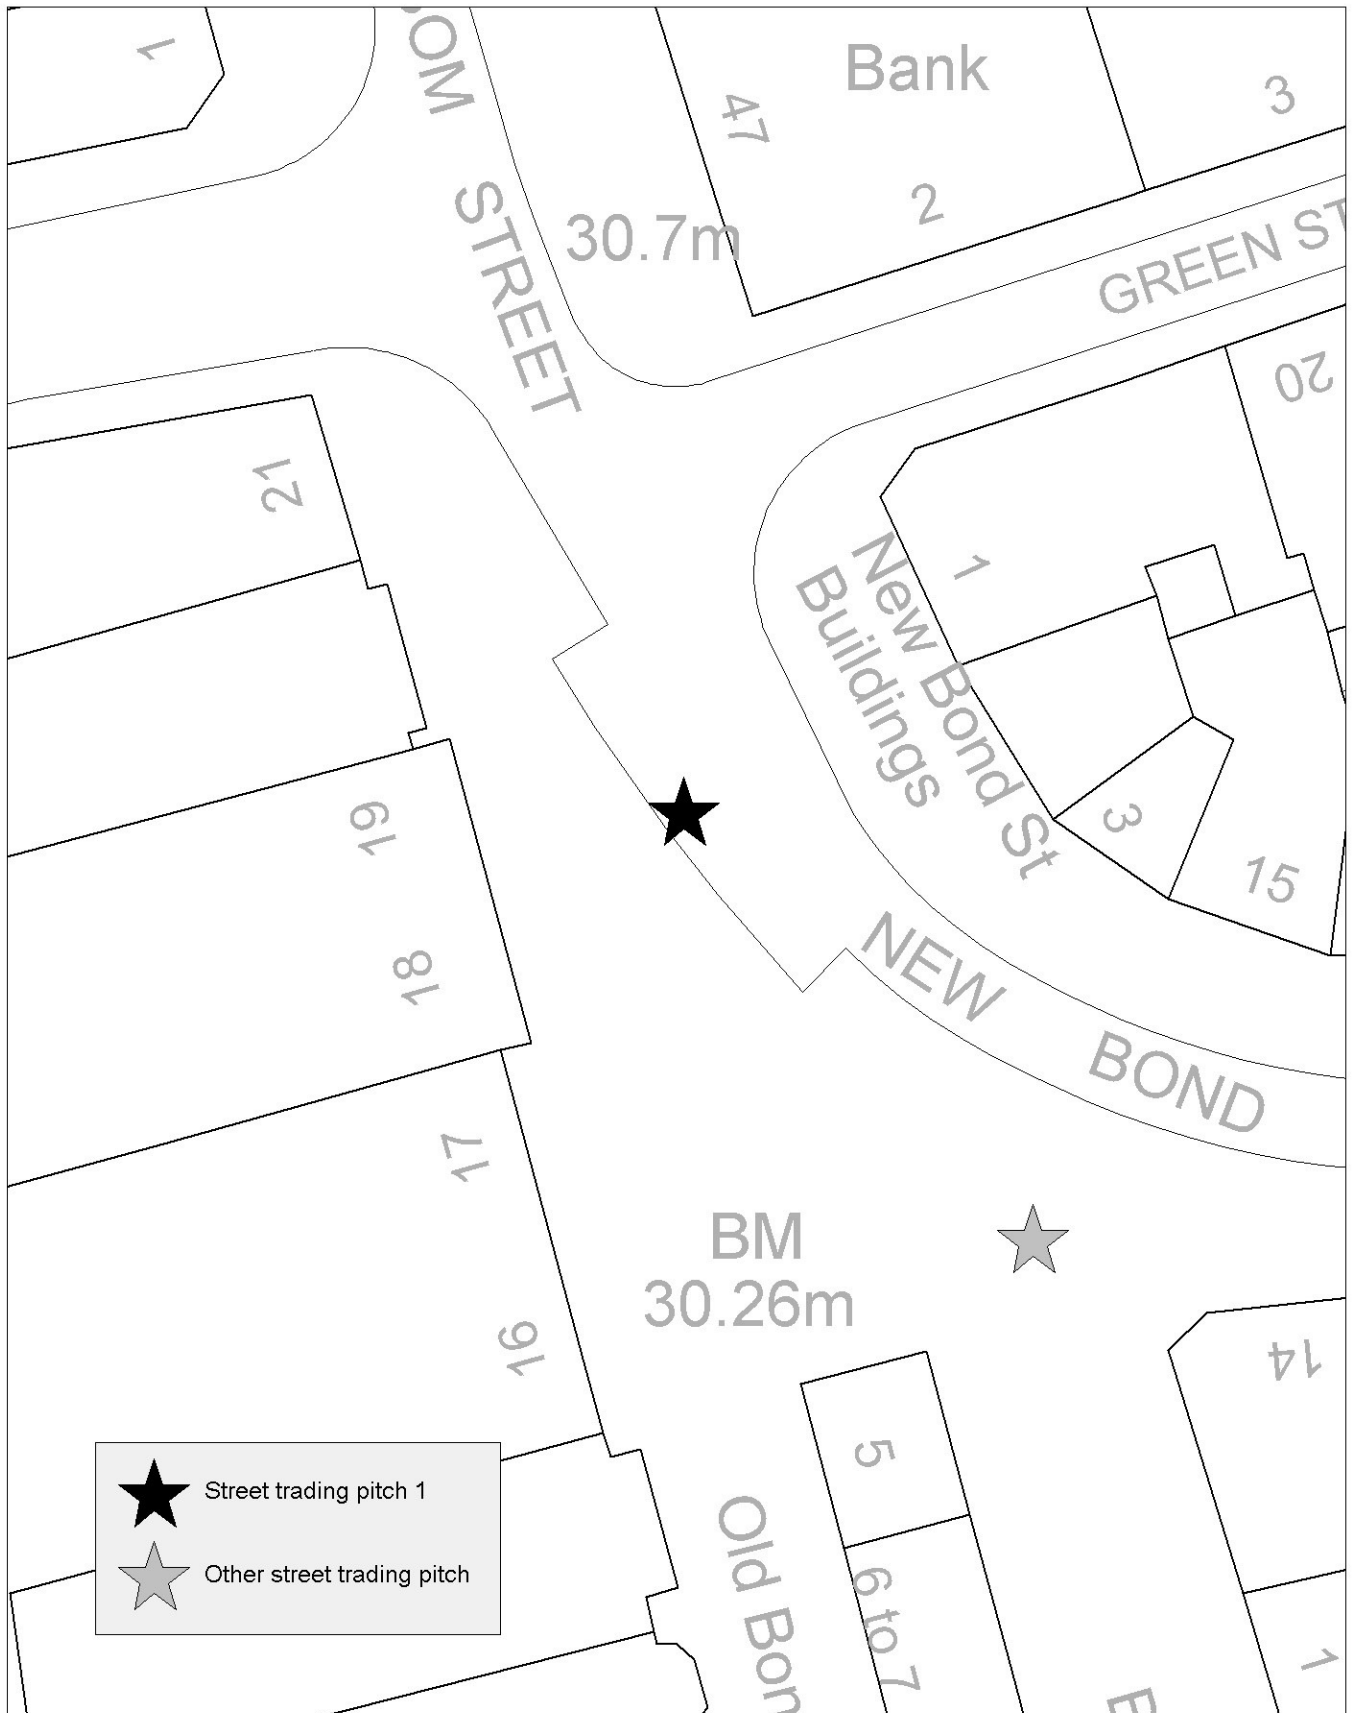 1
OM
STREET
47
Bank
3
2
30.7m
GREEN ST
20
21
1
New Bond St
Buildings
19
3
15
18
NEW
BOND
17
BM
30.26m
16
14
5
Street trading pitch 1
Other street trading pitch
Old Bon
6 to 7
1